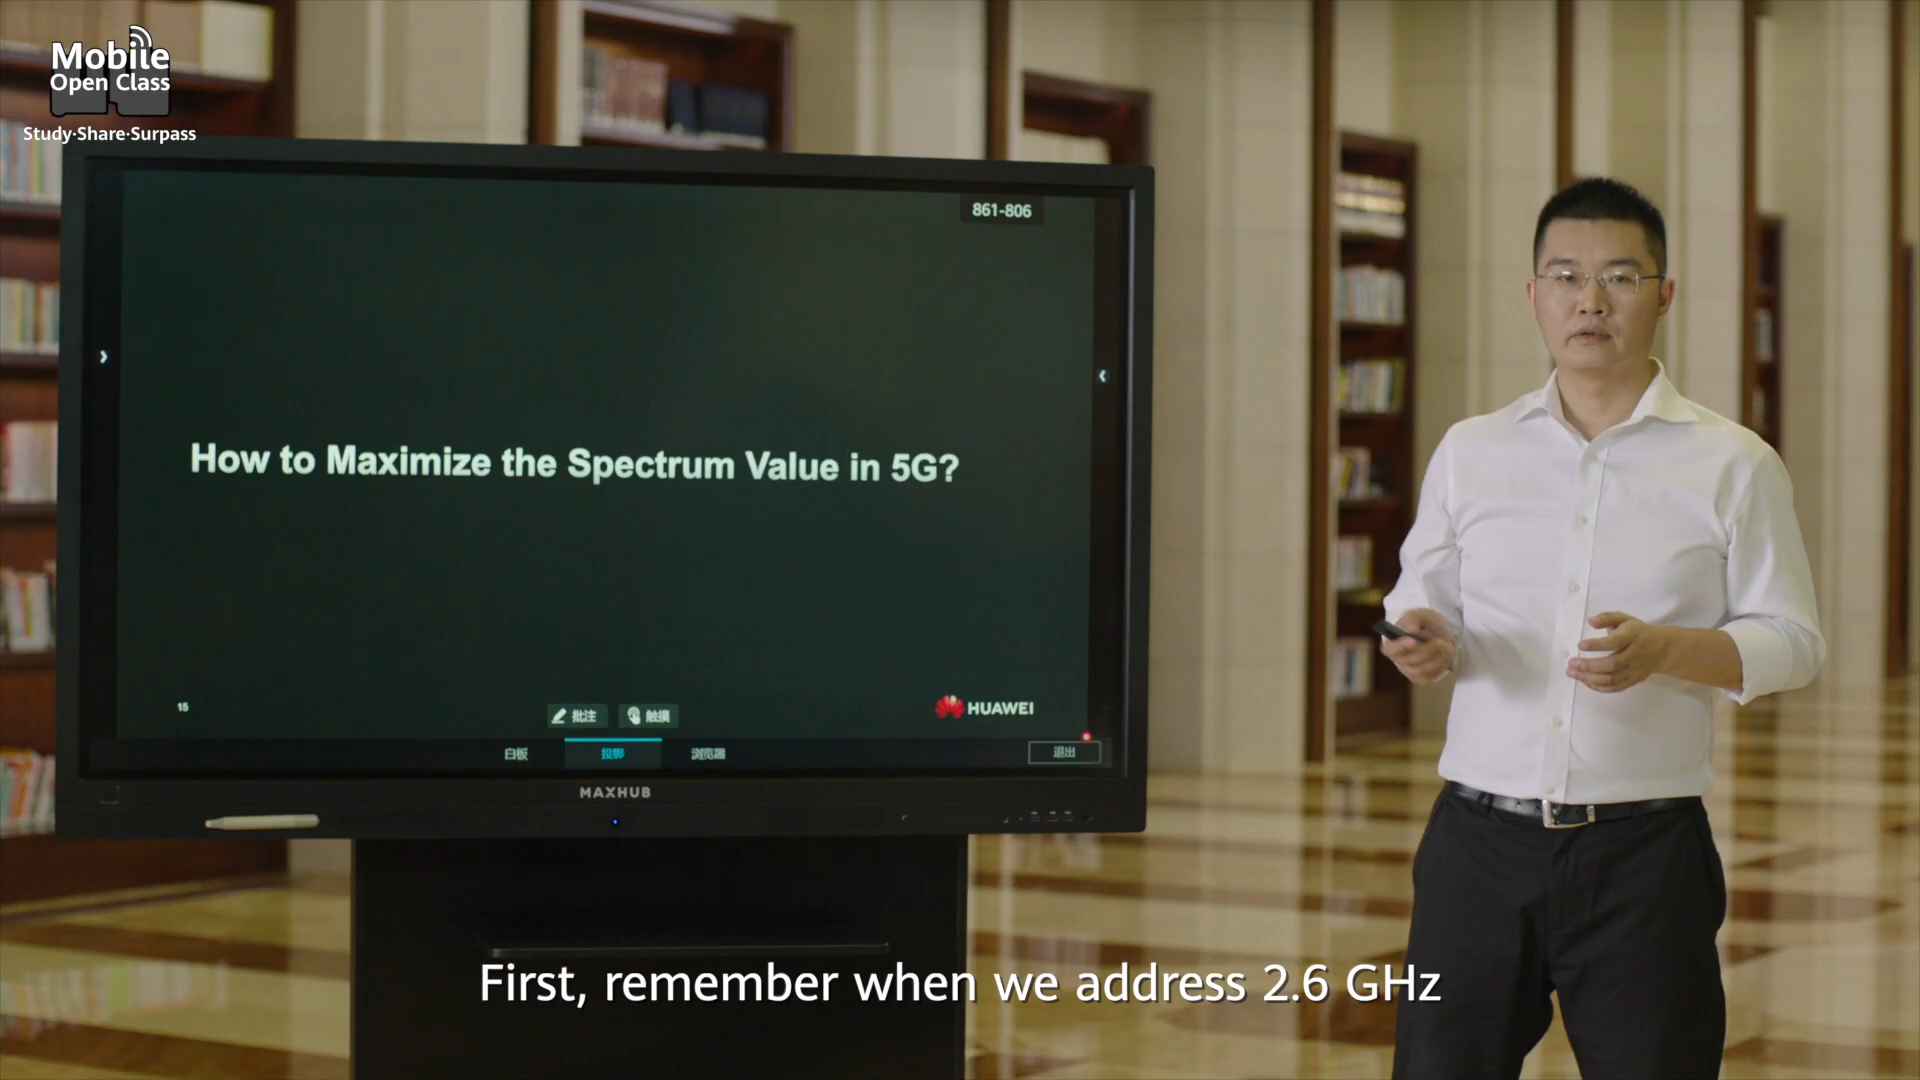 Mobile
Open Class
Study·Share·Surpass
861-806
How to Maximize the Spectrum Value in 5G?
15
批注
触摸
HUAWEI
白板
投影
浏览器
退出
MAXHUB
First, remember when we address 2.6 GHz